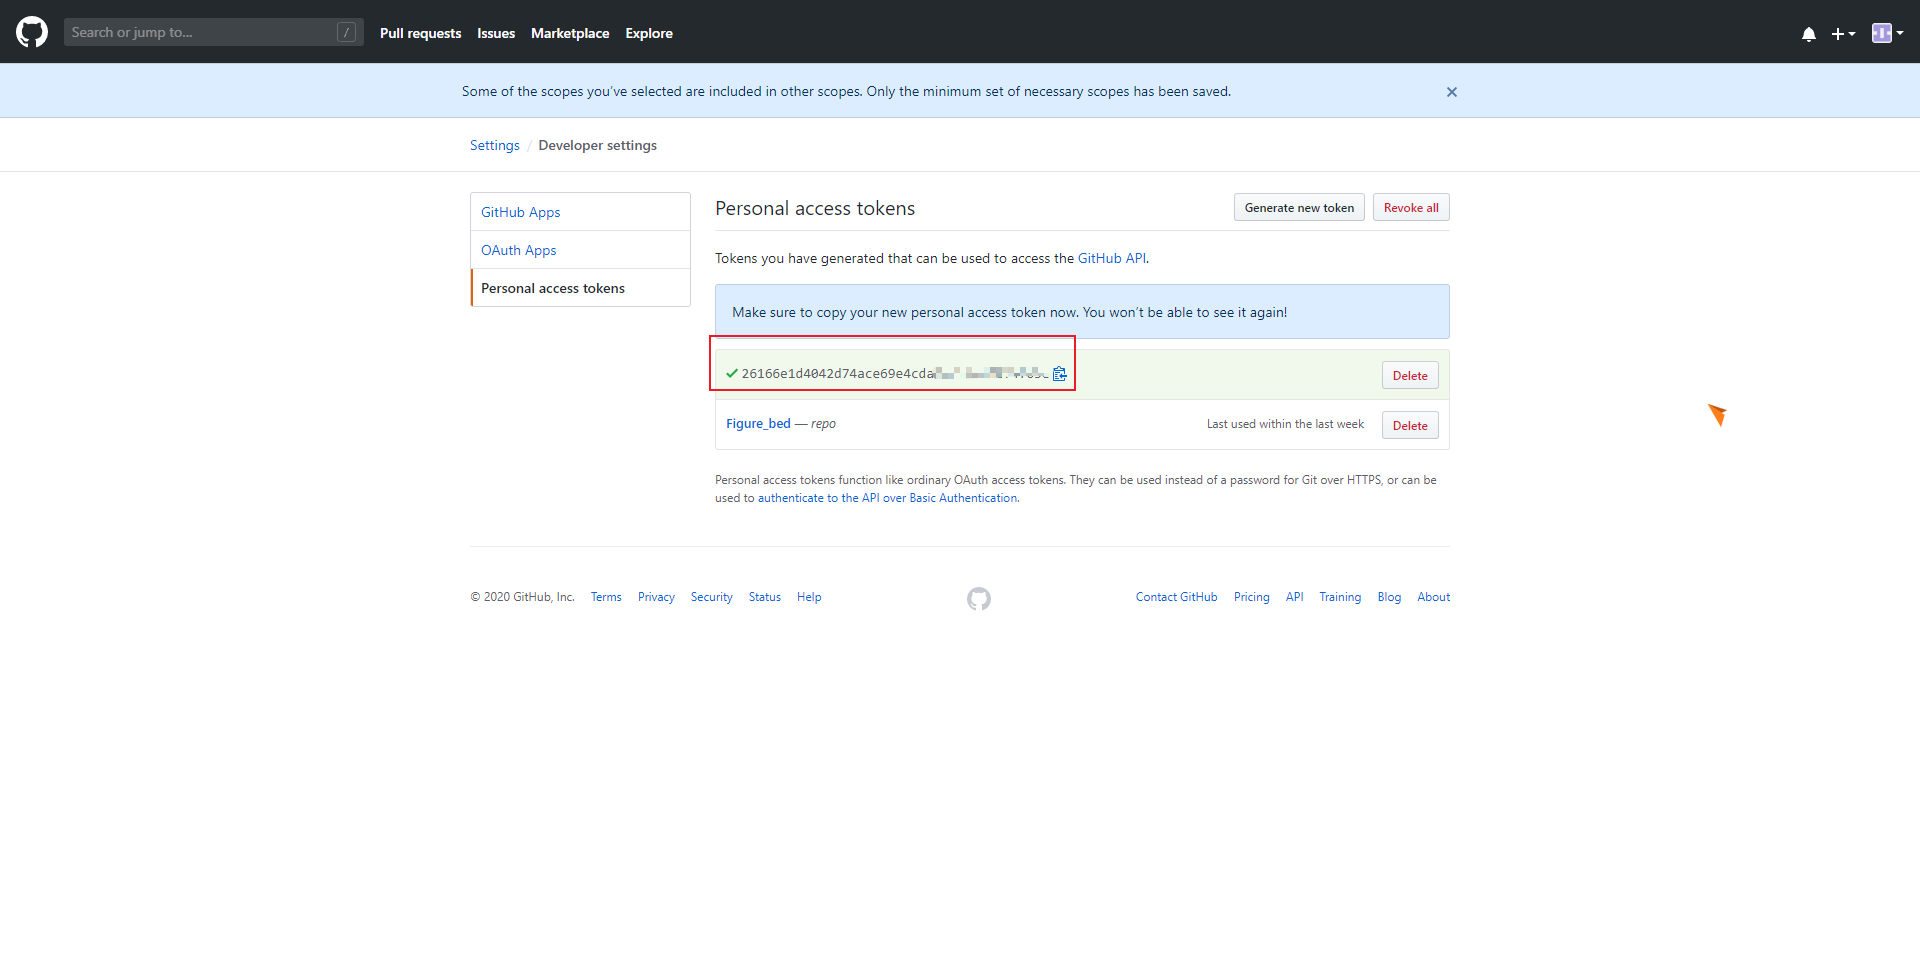 Search or jump to... /
Pull requests Issues Marketplace Explore
Some of the scopes you've selected are included in other scopes. Only the minimum set of necessary scopes has been saved.
Settings / Developer settings
GitHub Apps
OAuth Apps
Personal access tokens
Personal access tokens
Generate new token Revoke all
Tokens you have generated that can be used to access the GitHub API.
Make sure to copy your new personal access token now. You won't be able to see it again!
26166e1d4042d74ace69e4cda Delete
Figure_bed — repo Last used within the last week Delete
Personal access tokens function like ordinary OAuth access tokens. They can be used instead of a password for Git over HTTPS, or can be
used to authenticate to the API over Basic Authentication.
© 2020 GitHub, Inc. Terms Privacy Security Status Help Contact GitHub Pricing API Training Blog About